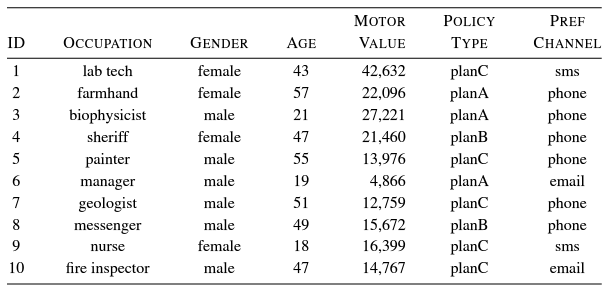 MOTOR POLICY PREF
ID OCCUPATION GENDER AGE VALUE TYPE CHANNEL
1 lab tech female 43 42,632 planC sms
2 farmhand female 57 22,096 planA phone
3 biophysicist male 21 27,221 planA phone
4 sheriff female 47 21,460 planB phone
5 painter male 55 13,976 planC phone
6 manager male 19 4,866 planA email
7 geologist male 51 12,759 planC phone
8 messenger male 49 15,672 planB phone
9 nurse female 18 16,399 planC sms
10 fire inspector male 47 14,767 planC email